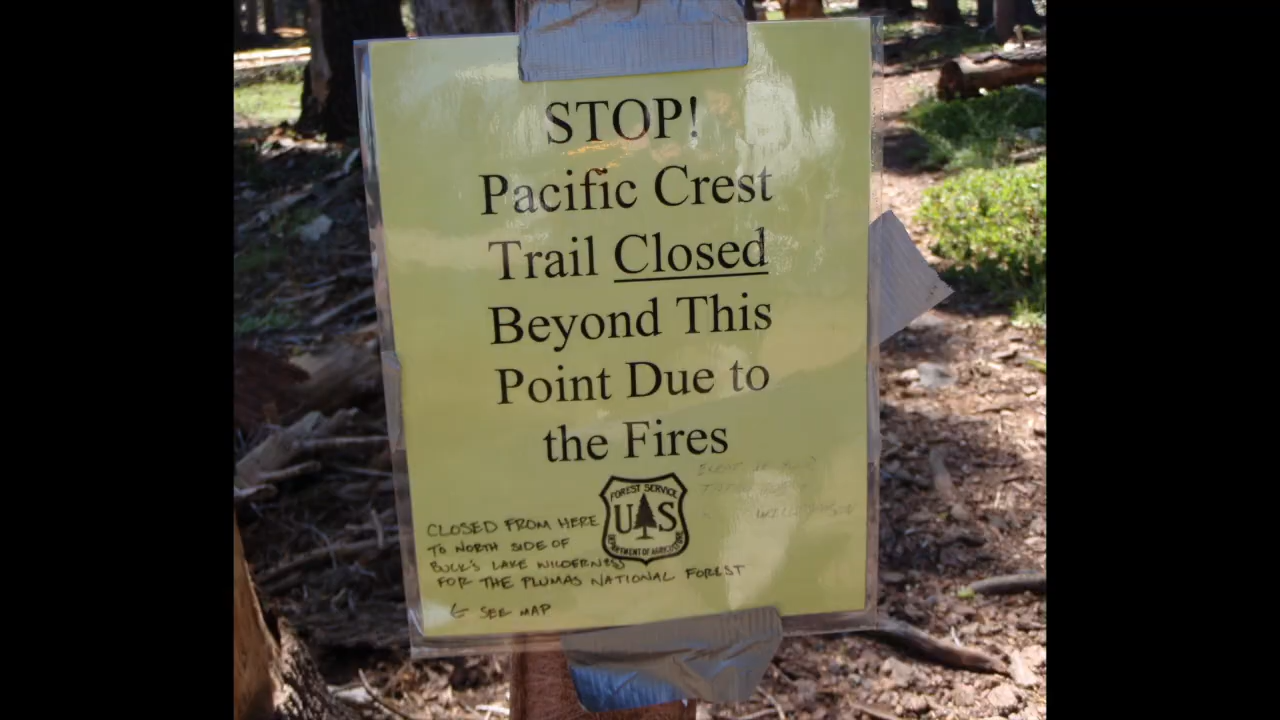 STOP!
Pacific Crest
Trail Closed
Beyond This
Point Due to
the Fires
FOREST SERVICE
US
DEPARTMENT OF AGRICULTURE
CLOSED FROM HERE
TO NORTH SIDE OF
BUCK'S LAKE WILDERNESS
FOR THE PLUMAS NATIONAL FOREST
← SEE MAP